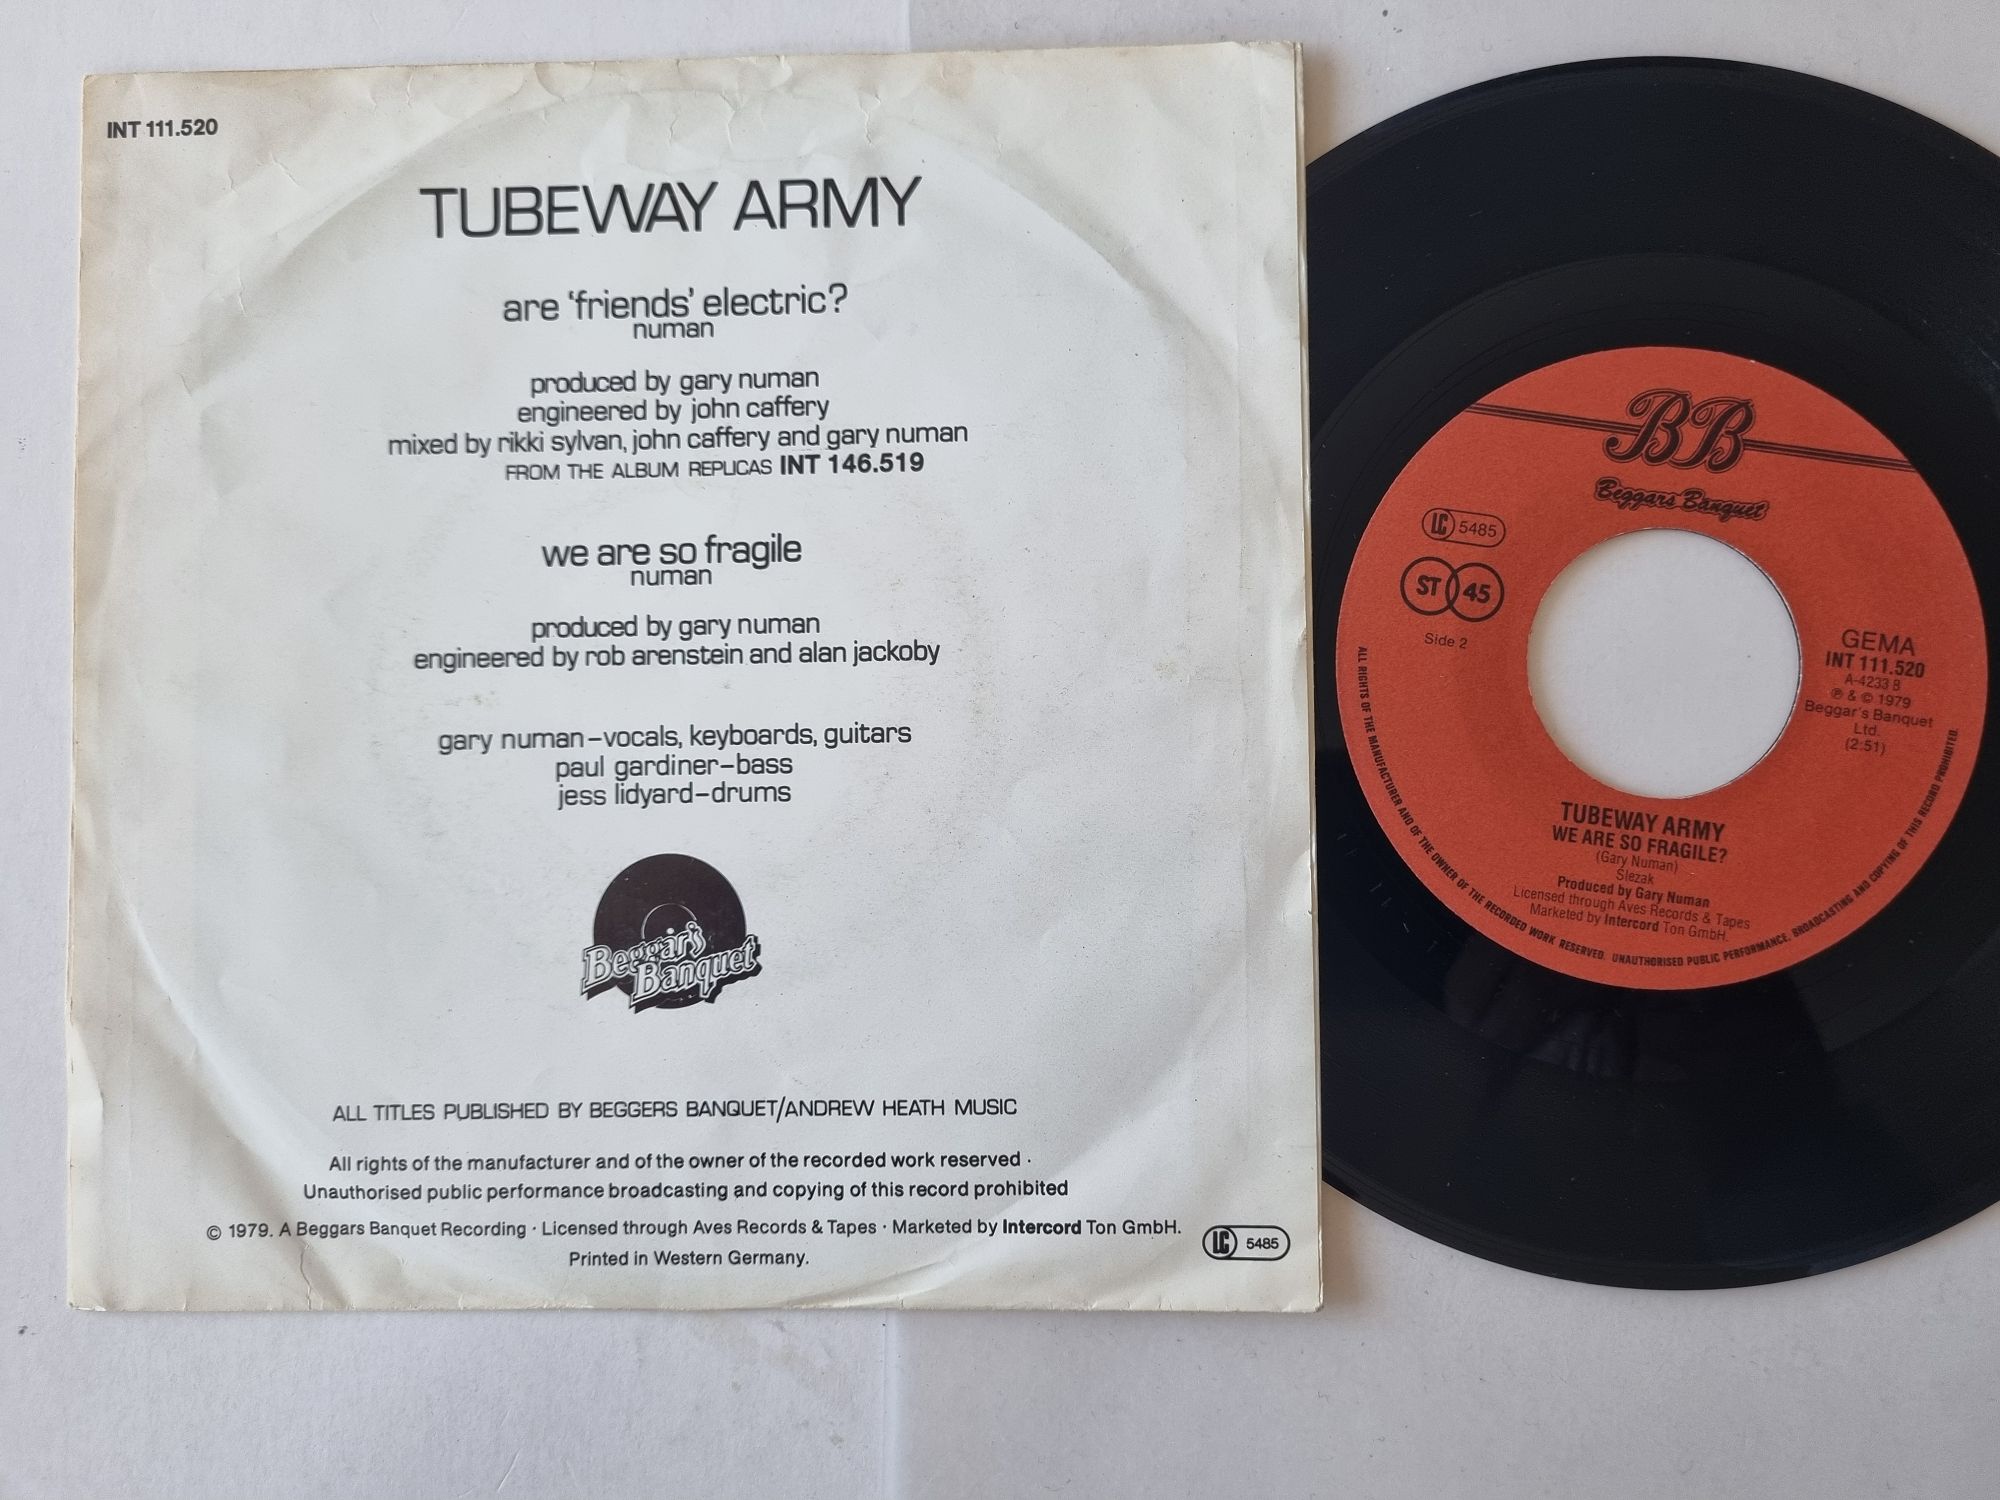 INT 111.520
TUBEWAY ARMY
are 'friends' electric?
numan
produced by gary numan
engineered by john caffery
mixed by rikki sylvan, john caffery and gary numan
FROM THE ALBUM REPLICAS INT 146.519
we are so fragile
numan
produced by gary numan
engineered by rob arenstein and alan jackoby
gary numan–vocals, keyboards, guitars
paul gardiner–bass
jess lidyard–drums
Beggar's
Banquet
ALL TITLES PUBLISHED BY BEGGERS BANQUET/ANDREW HEATH MUSIC
All rights of the manufacturer and of the owner of the recorded work reserved ·
Unauthorised public performance broadcasting and copying of this record prohibited
© 1979. A Beggars Banquet Recording · Licensed through Aves Records & Tapes · Marketed by Intercord Ton GmbH.
Printed in Western Germany.
LC 5485
BB
Beggars Banquet
LC 5485
ST 45
Side 2
GEMA
INT 111.520
A-4233 B
℗ & © 1979
Beggar's Banquet
Ltd.
(2:51)
TUBEWAY ARMY
WE ARE SO FRAGILE?
(Gary Numan)
Slezak
Produced by Gary Numan
Licensed through Aves Records & Tapes
Marketed by Intercord Ton GmbH.
ALL RIGHTS OF THE MANUFACTURER AND OF THE OWNER OF THE RECORDED WORK RESERVED. UNAUTHORISED PUBLIC PERFORMANCE, BROADCASTING AND COPYING OF THIS RECORD PROHIBITED.